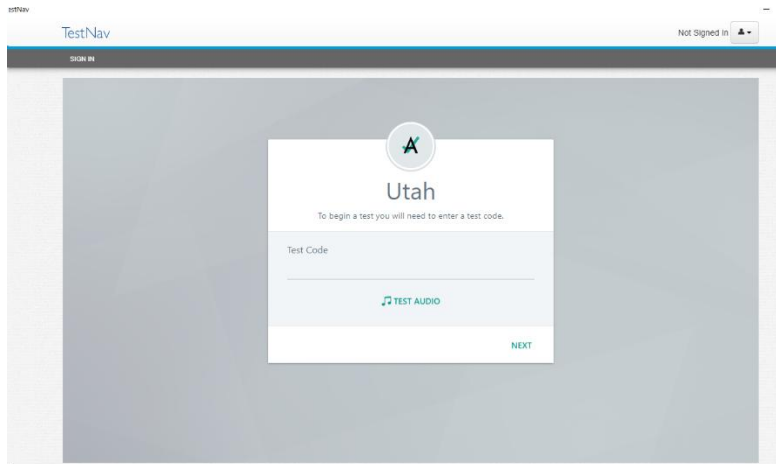 TestNav
Not Signed In
SIGN IN
Utah
To begin a test you will need to enter a test code.
Test Code
TEST AUDIO
NEXT